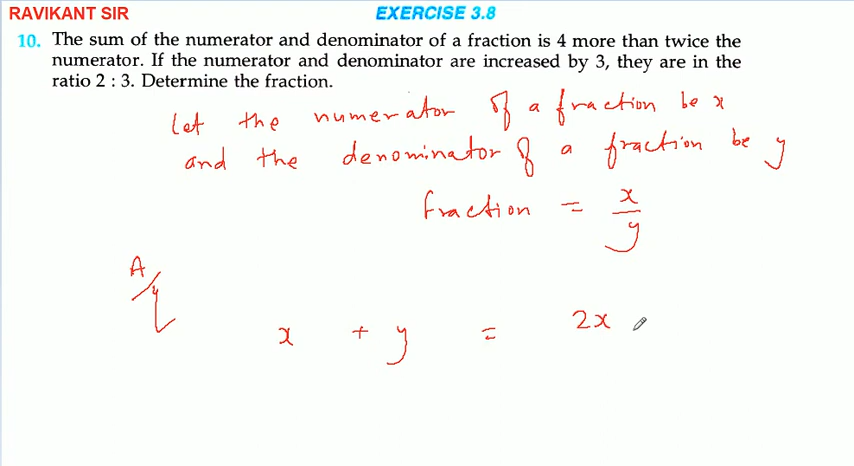 RAVIKANT SIR EXERCISE 3.8
10. The sum of the numerator and denominator of a fraction is 4 more than twice the
numerator. If the numerator and denominator are increased by 3, they are in the
ratio 2 : 3. Determine the fraction.
Let the numerator of a fraction be x
and the denominator of a fraction be y
fraction = x/y
A/q
x + y = 2x